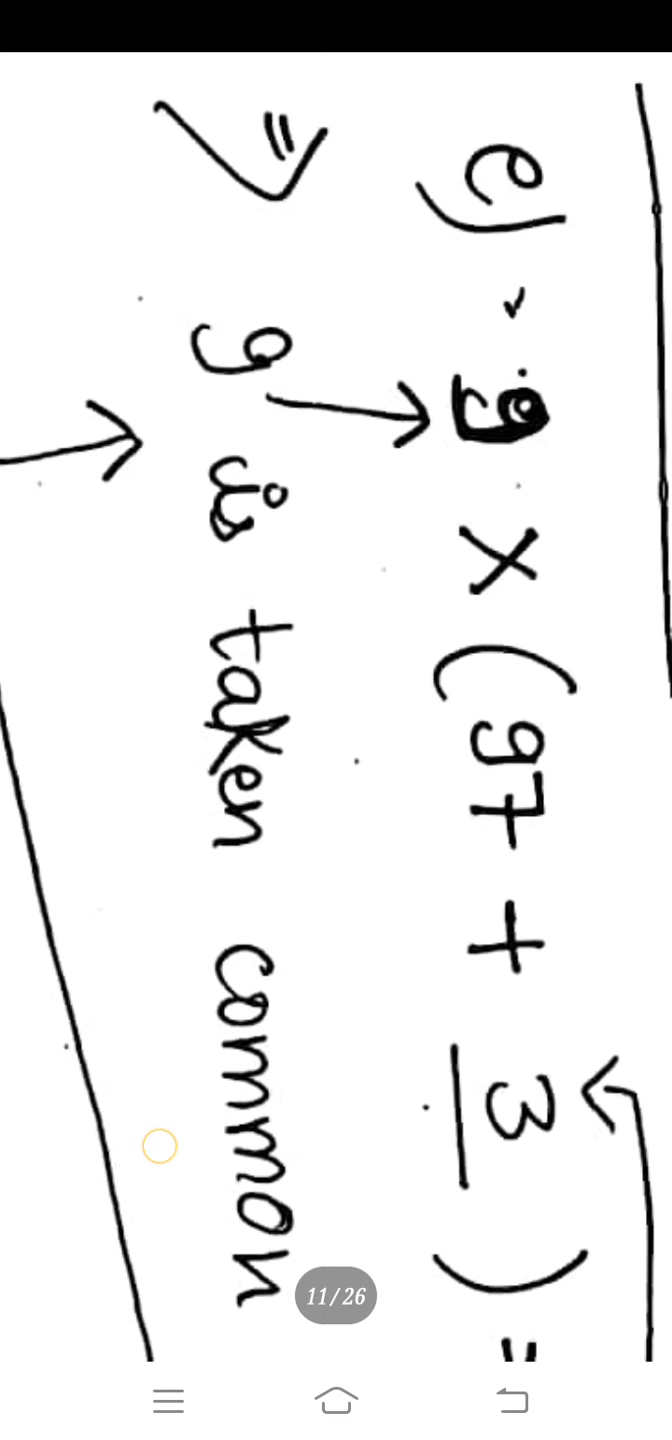 e) 9 × (97 + 3) =
⇒ 9 is taken common
11/26